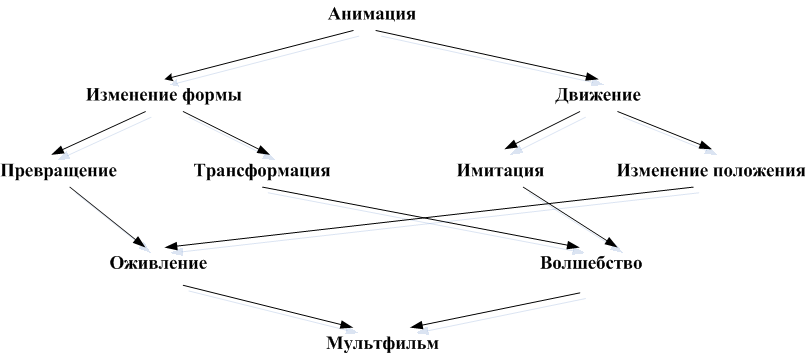 Анимация
Изменение формы Движение
Превращение Трансформация Имитация Изменение положения
Оживление Волшебство
Мультфильм